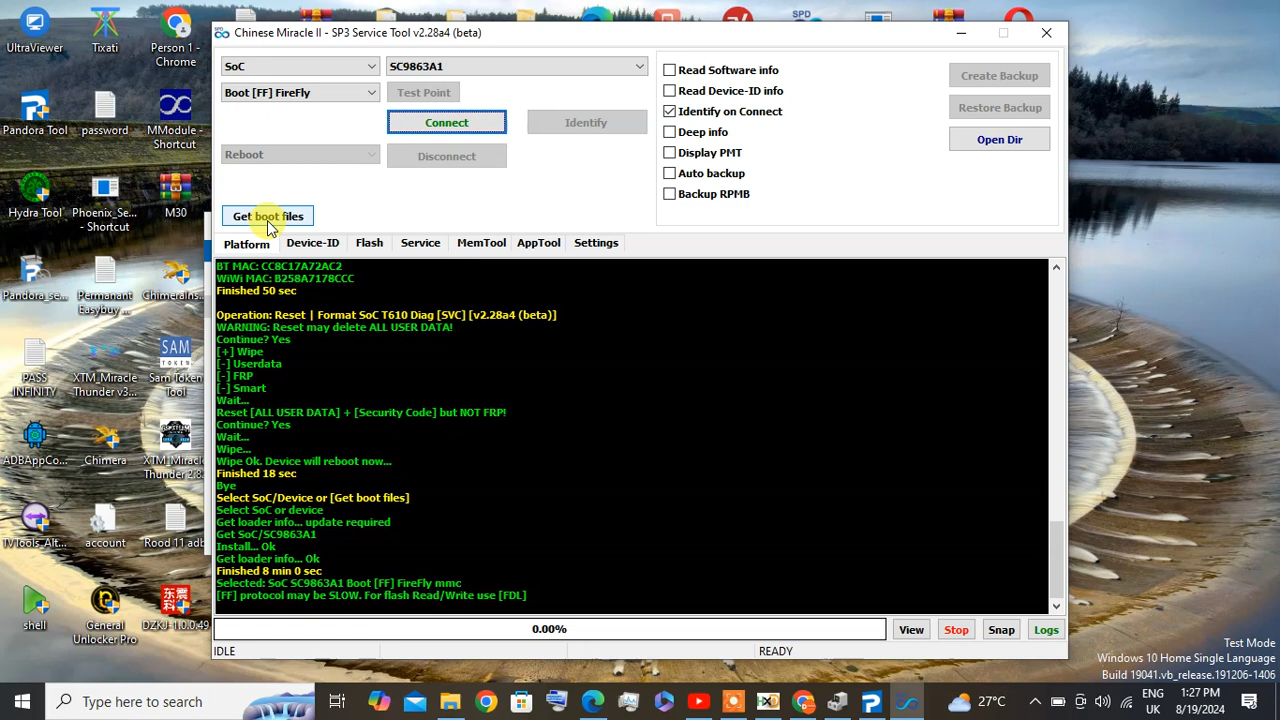 UltraViewer
Tixati
Person 1 -
Chrome
Pandora Tool
password
MModule -
Shortcut
Hydra Tool
Phoenix_Se...
- Shortcut
M30
Pandora_se...
Permanant
Easybuy ...
ChimeraIns...
PASS
INFINITY
XTM_Miracle
Thunder v3...
Sam Token
Tool
SAM
TOKEN
ADBAppCo...
_Chimera
XTM_Miracle
Thunder 2.8...
TVTools_Alt...
account
Rood 11.adb
shell
General
Unlocker Pro
DZKJ-1.0.0.49
SPD
Chinese Miracle II - SP3 Service Tool v2.28a4 (beta)
SoC
SC9863A1
Boot [FF] FireFly
Test Point
Connect
Identify
Reboot
Disconnect
Get boot files
Read Software info
Read Device-ID info
Identify on Connect
Deep info
Display PMT
Auto backup
Backup RPMB
Create Backup
Restore Backup
Open Dir
Platform
Device-ID
Flash
Service
MemTool
AppTool
Settings
BT MAC: CC8C17A72AC2
WiWi MAC: B258A7178CCC
Finished 50 sec
Operation: Reset | Format SoC T610 Diag [SVC] [v2.28a4 (beta)]
WARNING: Reset may delete ALL USER DATA!
Continue? Yes
[+] Wipe
[-] Userdata
[-] FRP
[-] Smart
Wait...
Reset [ALL USER DATA] + [Security Code] but NOT FRP!
Continue? Yes
Wait...
Wipe...
Wipe Ok. Device will reboot now...
Finished 18 sec
Bye
Select SoC/Device or [Get boot files]
Select SoC or device
Get loader info... update required
Get SoC/SC9863A1
Install... Ok
Get loader info... Ok
Finished 8 min 0 sec
Selected: SoC SC9863A1 Boot [FF] FireFly mmc
[FF] protocol may be SLOW. For flash Read/Write use [FDL]
0.00%
View
Stop
Snap
Logs
IDLE
READY
Test Mode
Windows 10 Home Single Language
Build 19041.vb_release.191206-1406
Type here to search
27°C
ENG
UK
1:27 PM
8/19/2024